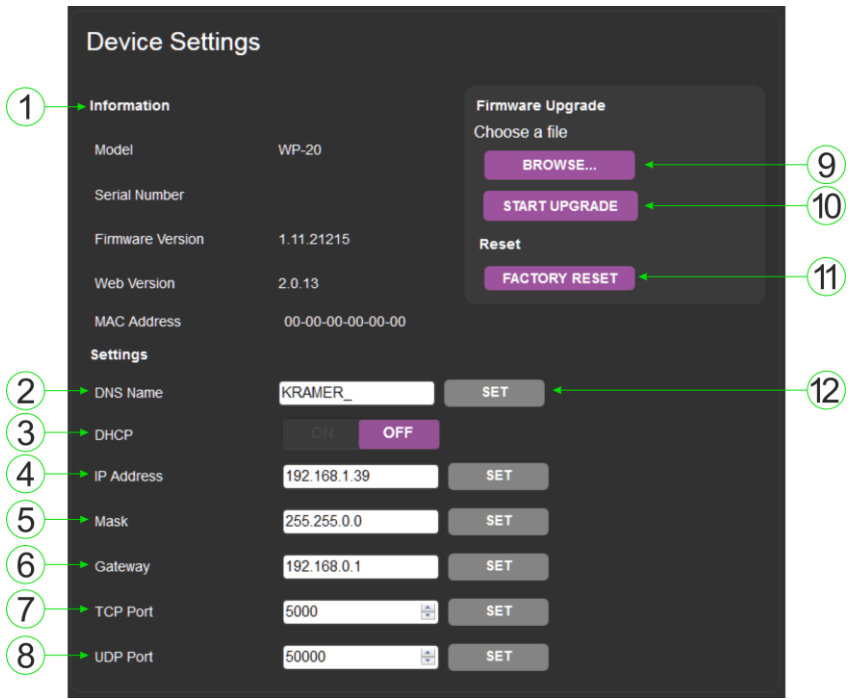 Device Settings
1 Information
Model WP-20
Serial Number
Firmware Version 1.11.21215
Web Version 2.0.13
MAC Address 00-00-00-00-00-00
Firmware Upgrade
Choose a file
BROWSE... 9
START UPGRADE 10
Reset
FACTORY RESET 11
Settings
2 DNS Name KRAMER_ SET 12
3 DHCP ON OFF
4 IP Address 192.168.1.39 SET
5 Mask 255.255.0.0 SET
6 Gateway 192.168.0.1 SET
7 TCP Port 5000 SET
8 UDP Port 50000 SET